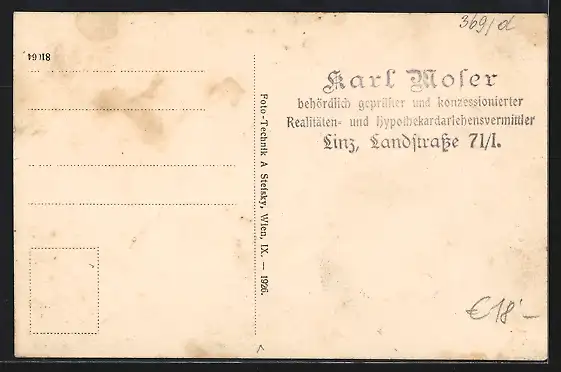 369/d
49018
Karl Moser
behördlich geprüfter und konzessionierter
Realitäten- und Hypothekardarlehensvermittler
Linz, Landstraße 71/I.
Foto-Technik A Stefsky, Wien, IX. — 1926.
€ 18,-